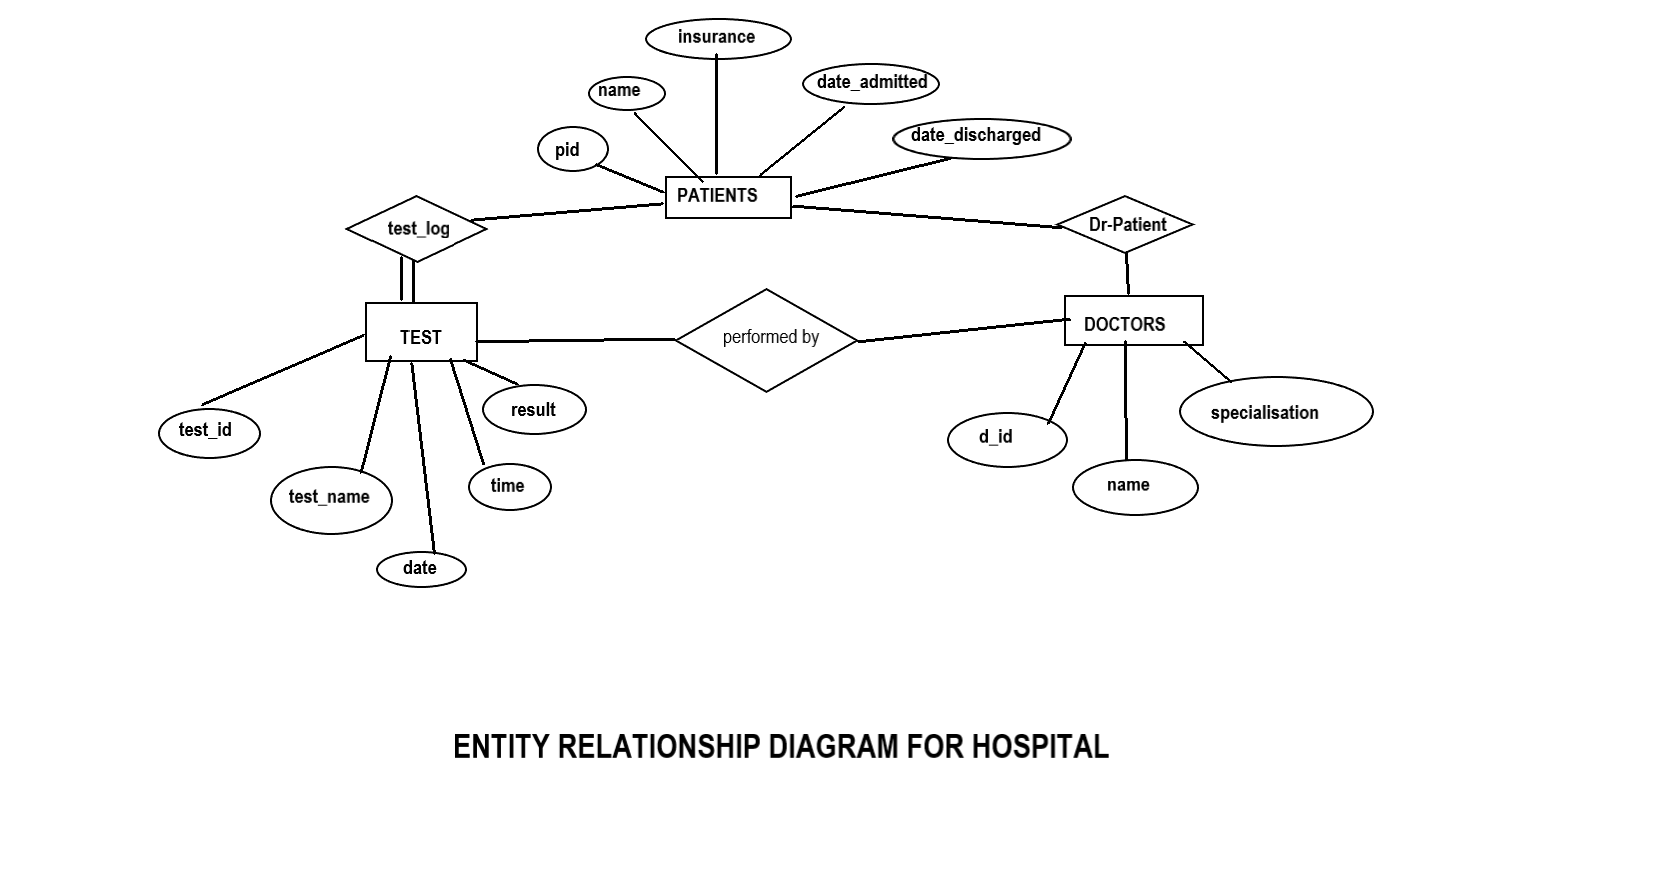 insurance
name
date_admitted
pid
date_discharged
PATIENTS
test_log
Dr-Patient
TEST
performed by
DOCTORS
test_id
result
d_id
specialisation
test_name
time
name
date
ENTITY RELATIONSHIP DIAGRAM FOR HOSPITAL